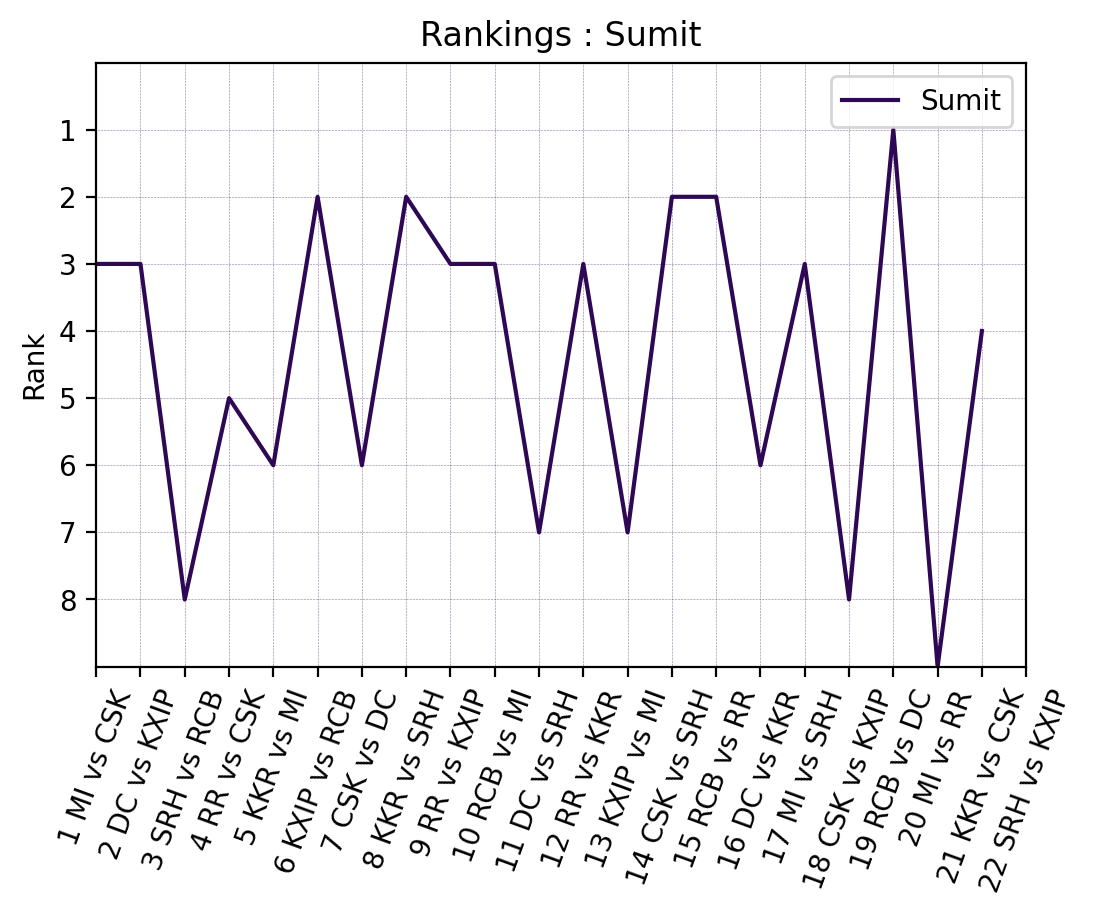 Rankings : Sumit
Sumit
Rank
1
2
3
4
5
6
7
8
1 MI vs CSK
2 DC vs KXIP
3 SRH vs RCB
4 RR vs CSK
5 KKR vs MI
6 KXIP vs RCB
7 CSK vs DC
8 KKR vs SRH
9 RR vs KXIP
10 RCB vs MI
11 DC vs SRH
12 RR vs KKR
13 KXIP vs MI
14 CSK vs SRH
15 RCB vs RR
16 DC vs KKR
17 MI vs SRH
18 CSK vs KXIP
19 RCB vs DC
20 MI vs RR
21 KKR vs CSK
22 SRH vs KXIP